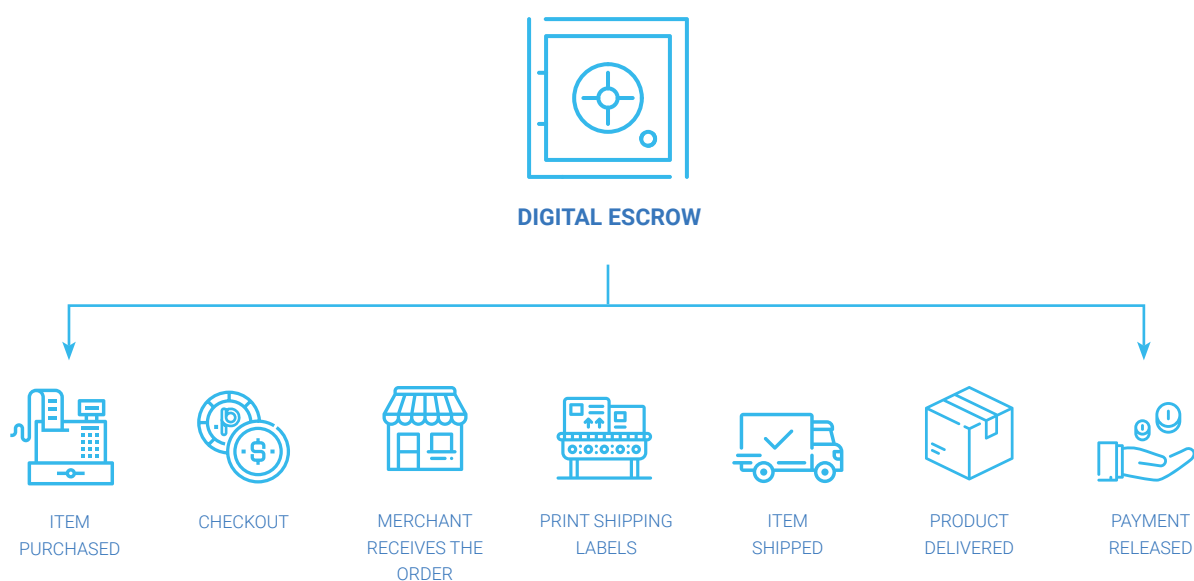 DIGITAL ESCROW
ITEM
PURCHASED
CHECKOUT
MERCHANT
RECEIVES THE
ORDER
PRINT SHIPPING
LABELS
ITEM
SHIPPED
PRODUCT
DELIVERED
PAYMENT
RELEASED